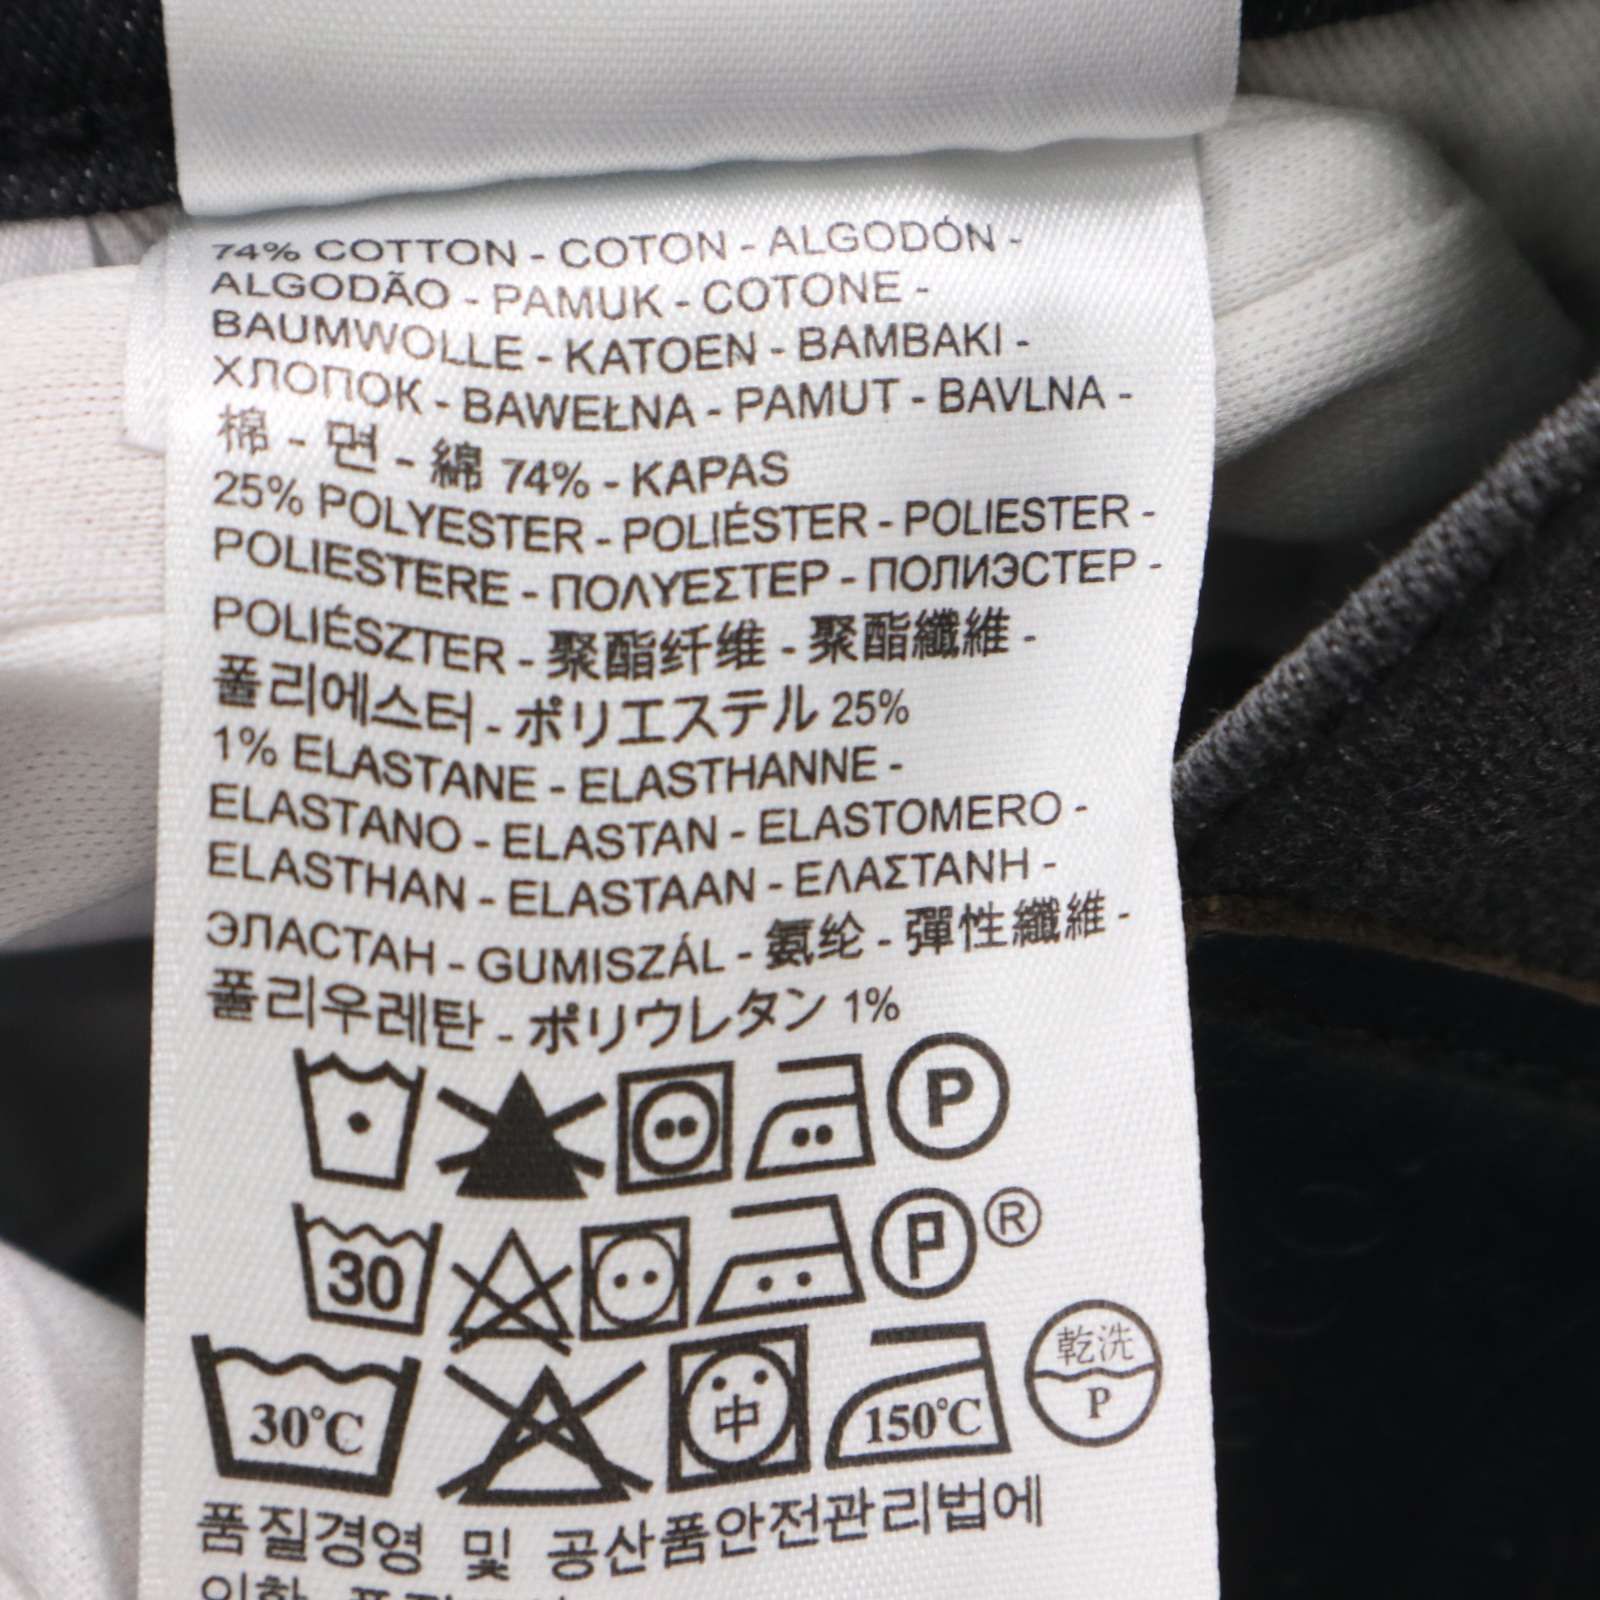 74% COTTON - COTON - ALGODÓN -
ALGODÃO - PAMUK - COTONE -
BAUMWOLLE - KATOEN - BAMBAKI -
ХЛОПОК - BAWEŁNA - PAMUT - BAVLNA -
棉 - 면 - 綿 74% - KAPAS
25% POLYESTER - POLIÉSTER - POLIESTER -
POLIESTERE - ΠΟΛΥΕΣΤΕΡ - ПОЛИЭСТЕР -
POLIÉSZTER - 聚酯纤维 - 聚酯纖維 -
폴리에스터 - ポリエステル 25%
1% ELASTANE - ELASTHANNE -
ELASTANO - ELASTAN - ELASTOMERO -
ELASTHAN - ELASTAAN - ΕΛΑΣΤΑΝΗ -
ЭЛАСТАН - GUMISZÁL - 氨纶 - 彈性纖維 -
폴리우레탄 - ポリウレタン 1%
P
30 P ®
30°C 中 150°C 乾洗 P
품질경영 및 공산품안전관리법에